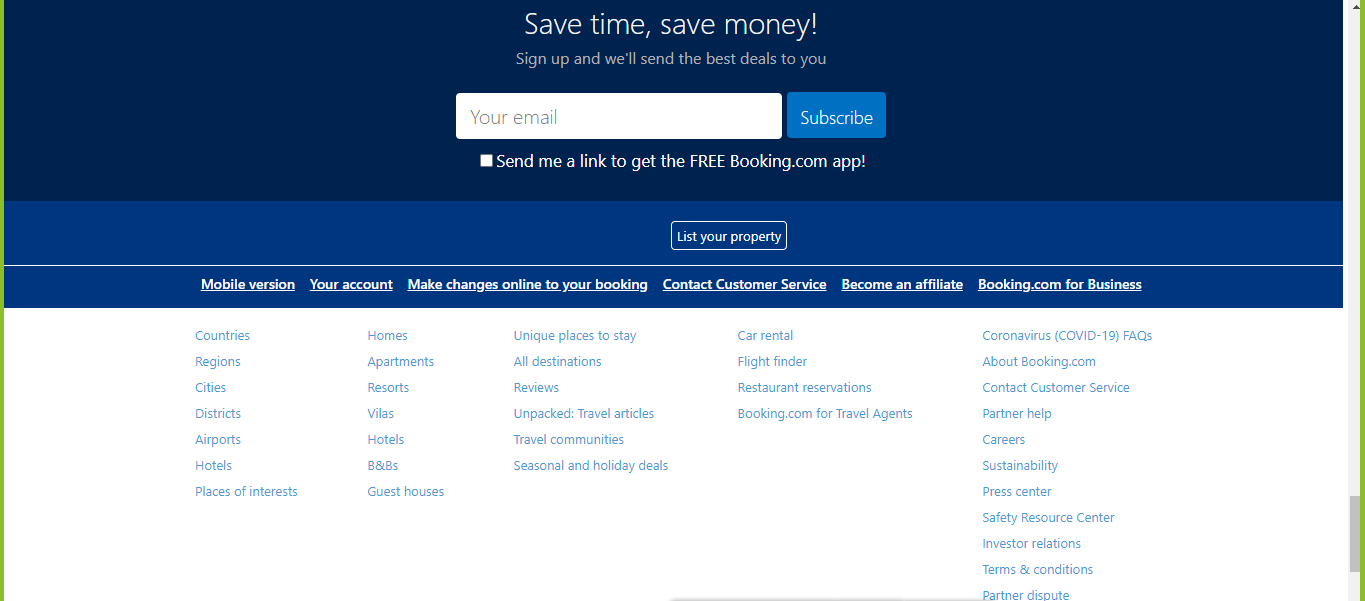 Save time, save money!
Sign up and we'll send the best deals to you
Your email
Subscribe
Send me a link to get the FREE Booking.com app!
List your property
Mobile version Your account Make changes online to your booking Contact Customer Service Become an affiliate Booking.com for Business
Countries
Regions
Cities
Districts
Airports
Hotels
Places of interests
Homes
Apartments
Resorts
Vilas
Hotels
B&Bs
Guest houses
Unique places to stay
All destinations
Reviews
Unpacked: Travel articles
Travel communities
Seasonal and holiday deals
Car rental
Flight finder
Restaurant reservations
Booking.com for Travel Agents
Coronavirus (COVID-19) FAQs
About Booking.com
Contact Customer Service
Partner help
Careers
Sustainability
Press center
Safety Resource Center
Investor relations
Terms & conditions
Partner dispute